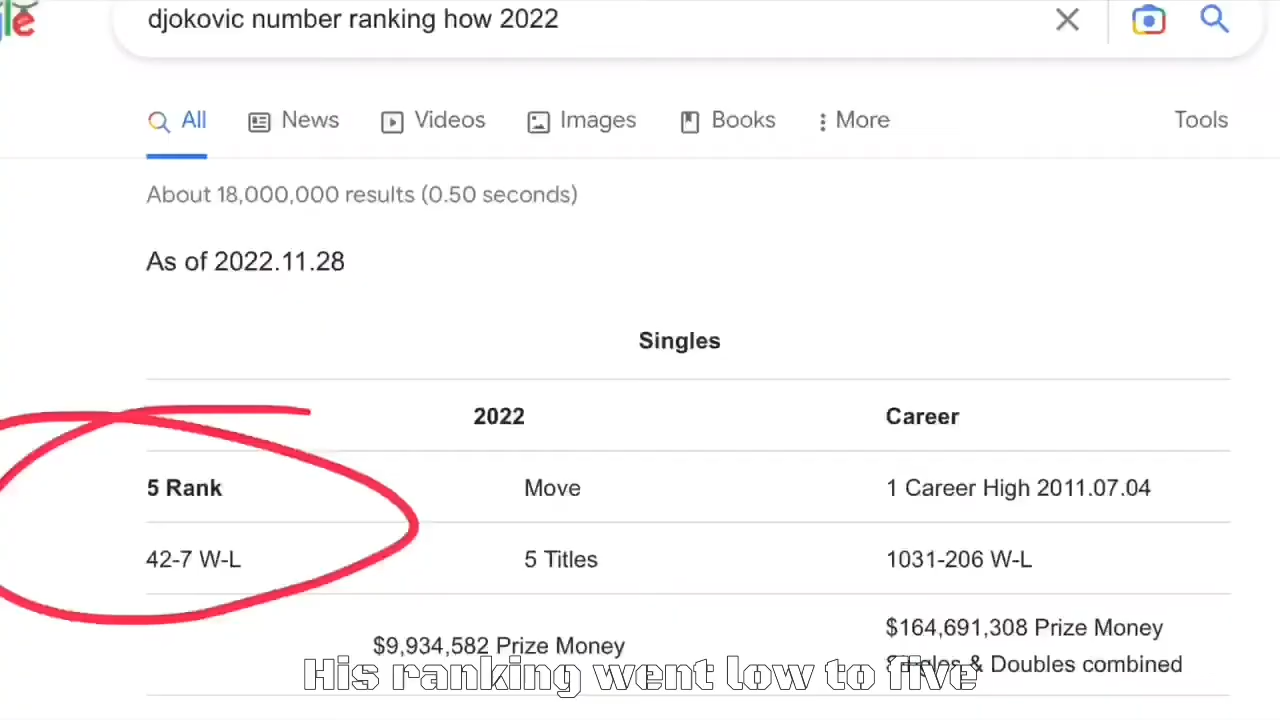 le
djokovic number ranking how 2022
All News Videos Images Books More Tools
About 18,000,000 results (0.50 seconds)
As of 2022.11.28
Singles
2022 Career
5 Rank Move 1 Career High 2011.07.04
42-7 W-L 5 Titles 1031-206 W-L
$9,934,582 Prize Money $164,691,308 Prize Money
& Doubles combined
His ranking went low to five